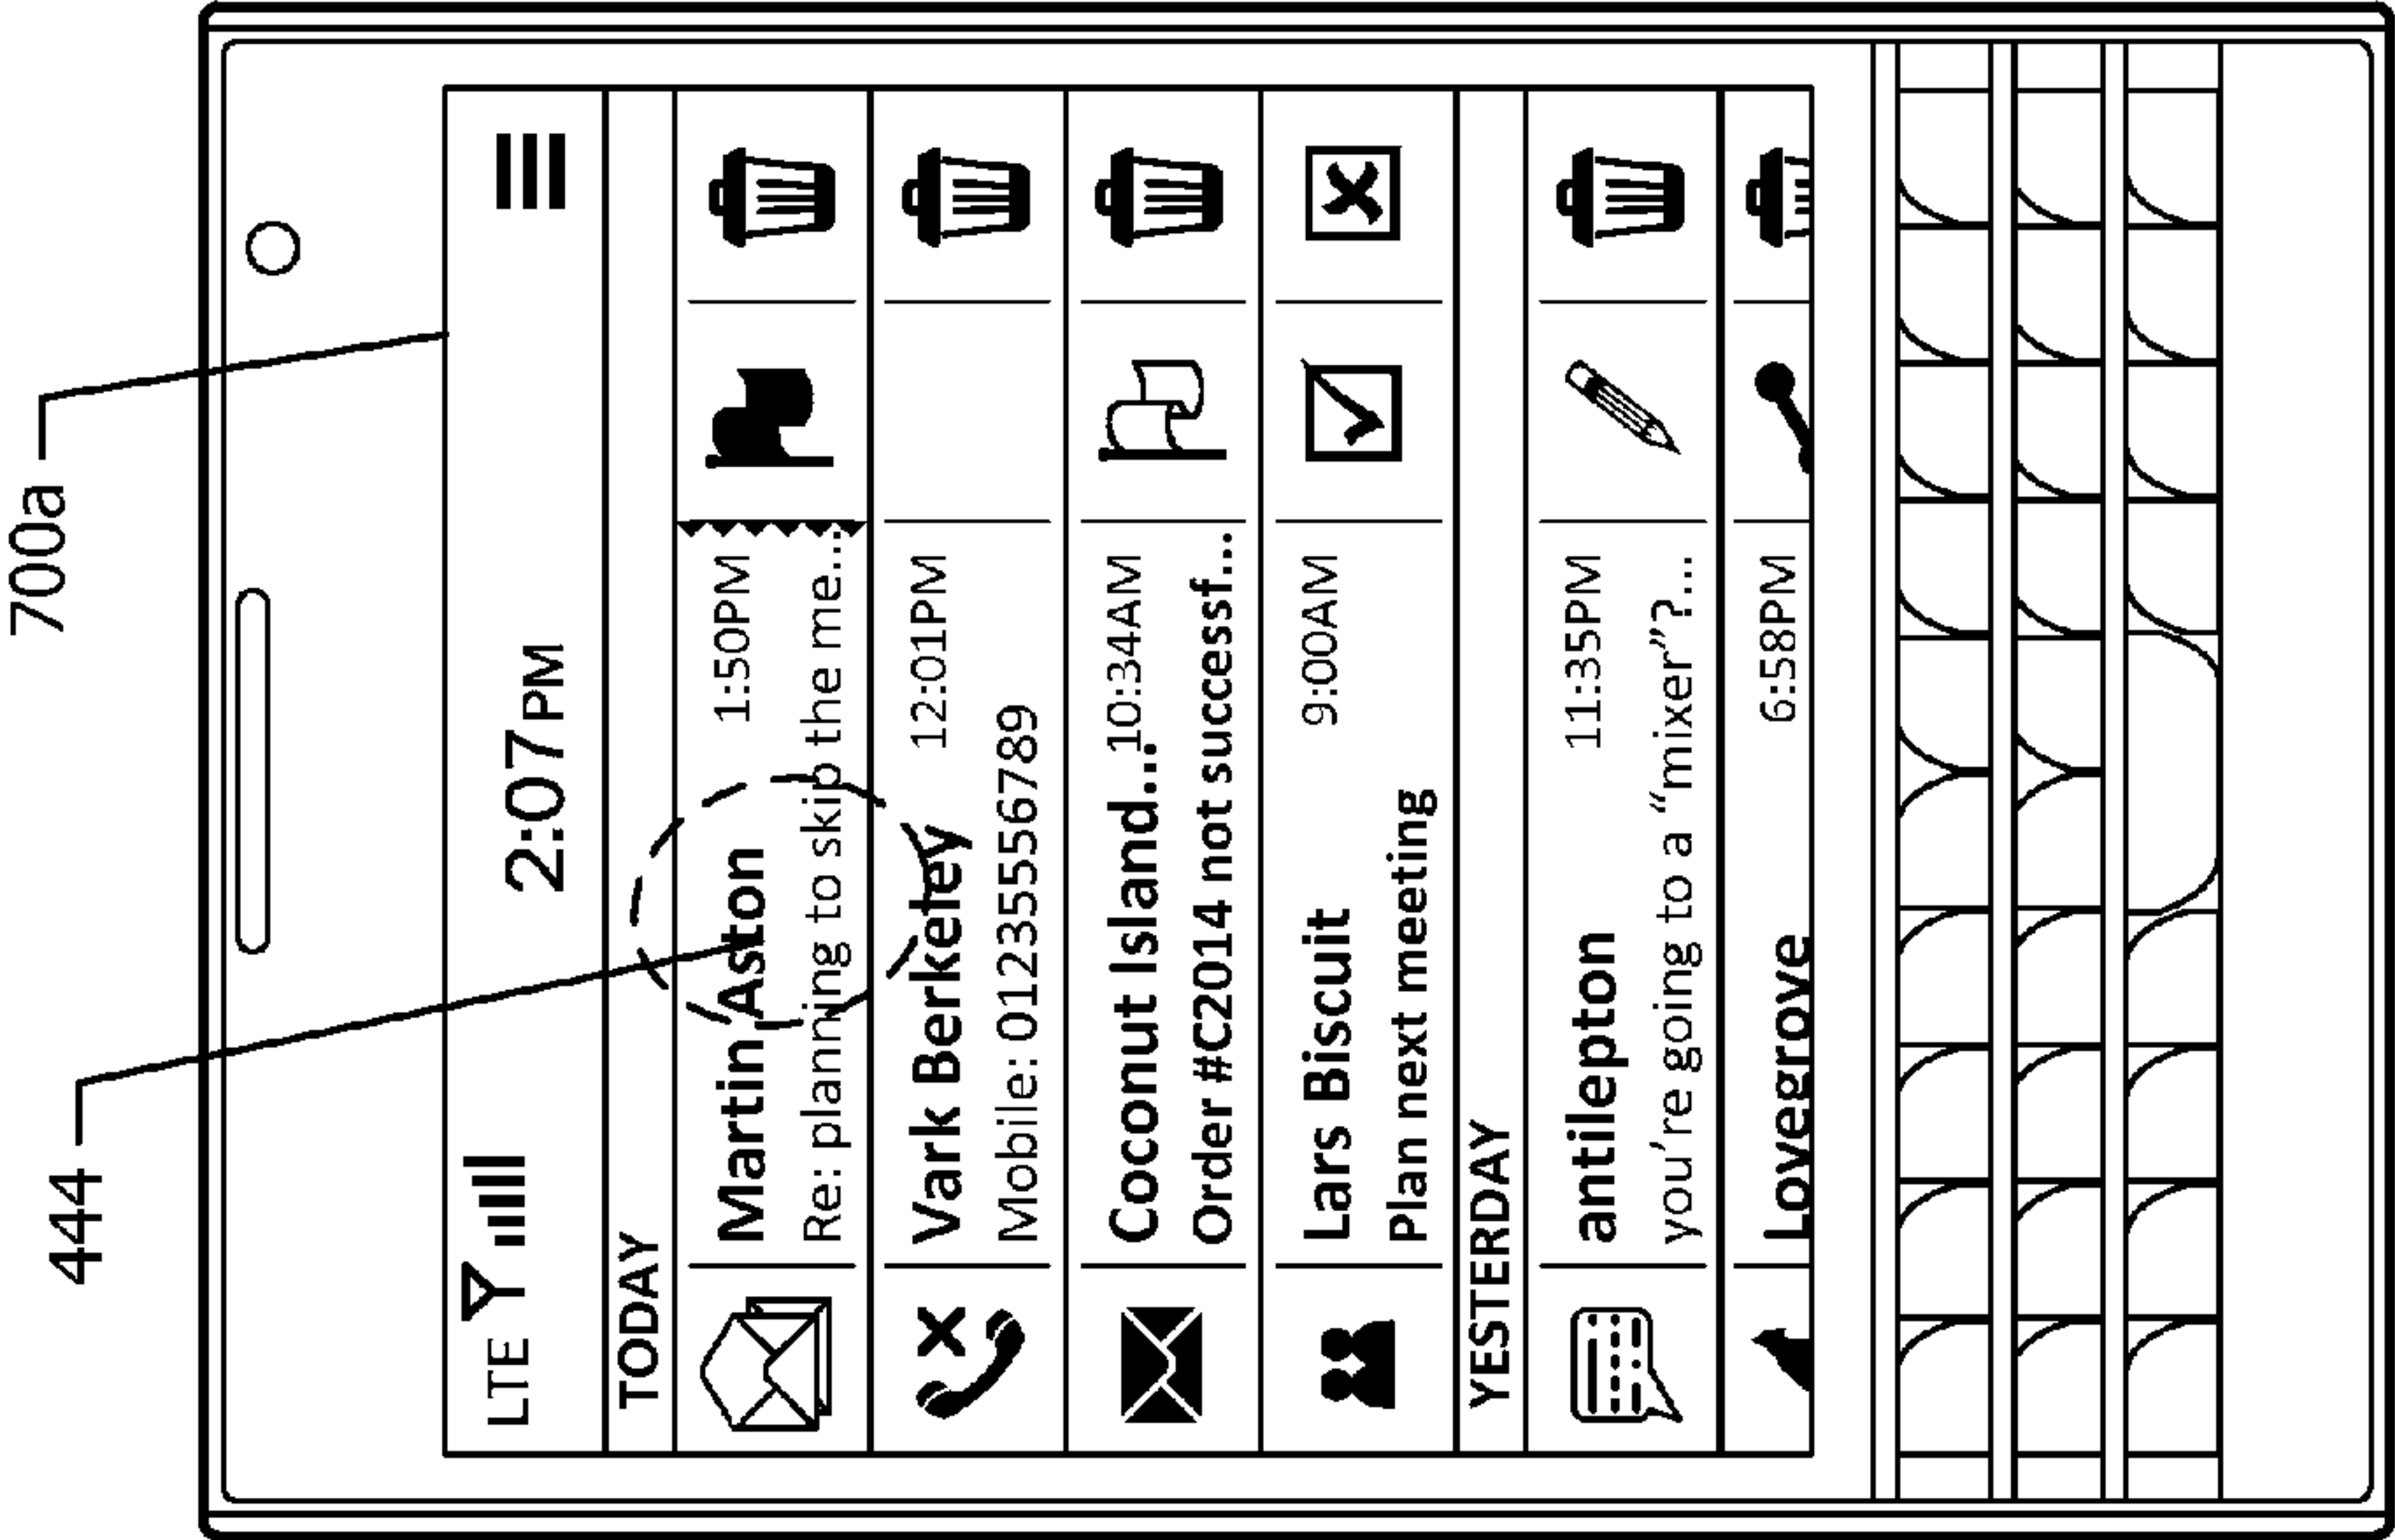 700a
444
LTE 2:07PM
TODAY
Martin Aston 1:50PM
Re: planning to skip the me...
Vark Berkeley 12:01PM
Mobile: 01235556789
Coconut Island... 10:34AM
Order #C2014 not successf...
Lars Biscuit 9:00AM
Plan next meeting
YESTERDAY
antilepton 11:35PM
you're going to a “mixer”?...
Lovegrove 6:58PM